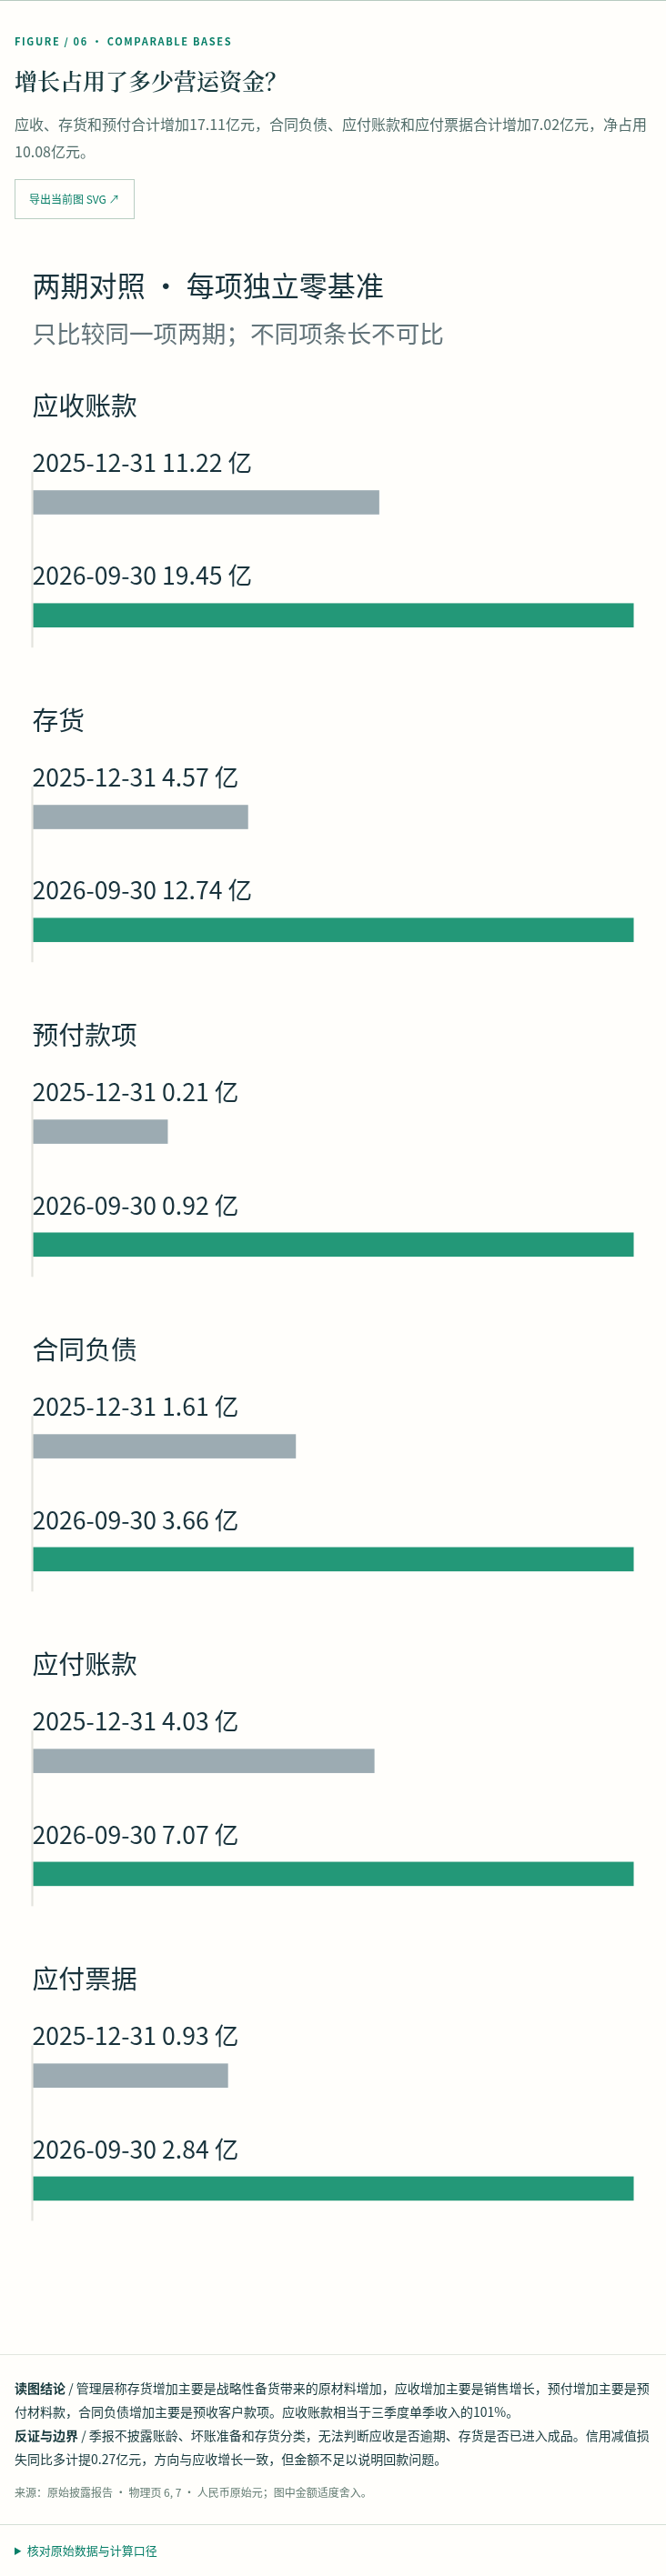 FIGURE / 06 · COMPARABLE BASES
增长占用了多少营运资金？
应收、存货和预付合计增加17.11亿元，合同负债、应付账款和应付票据合计增加7.02亿元，净占用
10.08亿元。
导出当前图 SVG ↗
两期对照 · 每项独立零基准
只比较同一项两期；不同项条长不可比
应收账款
2025-12-31 11.22 亿
2026-09-30 19.45 亿
存货
2025-12-31 4.57 亿
2026-09-30 12.74 亿
预付款项
2025-12-31 0.21 亿
2026-09-30 0.92 亿
合同负债
2025-12-31 1.61 亿
2026-09-30 3.66 亿
应付账款
2025-12-31 4.03 亿
2026-09-30 7.07 亿
应付票据
2025-12-31 0.93 亿
2026-09-30 2.84 亿
读图结论 / 管理层称存货增加主要是战略性备货带来的原材料增加，应收增加主要是销售增长，预付增加主要是预
付材料款，合同负债增加主要是预收客户款项。应收账款相当于三季度单季收入的101%。
反证与边界 / 季报不披露账龄、坏账准备和存货分类，无法判断应收是否逾期、存货是否已进入成品。信用减值损
失同比多计提0.27亿元，方向与应收增长一致，但金额不足以说明回款问题。
来源：原始披露报告 · 物理页 6, 7 · 人民币原始元；图中金额适度舍入。
▶ 核对原始数据与计算口径